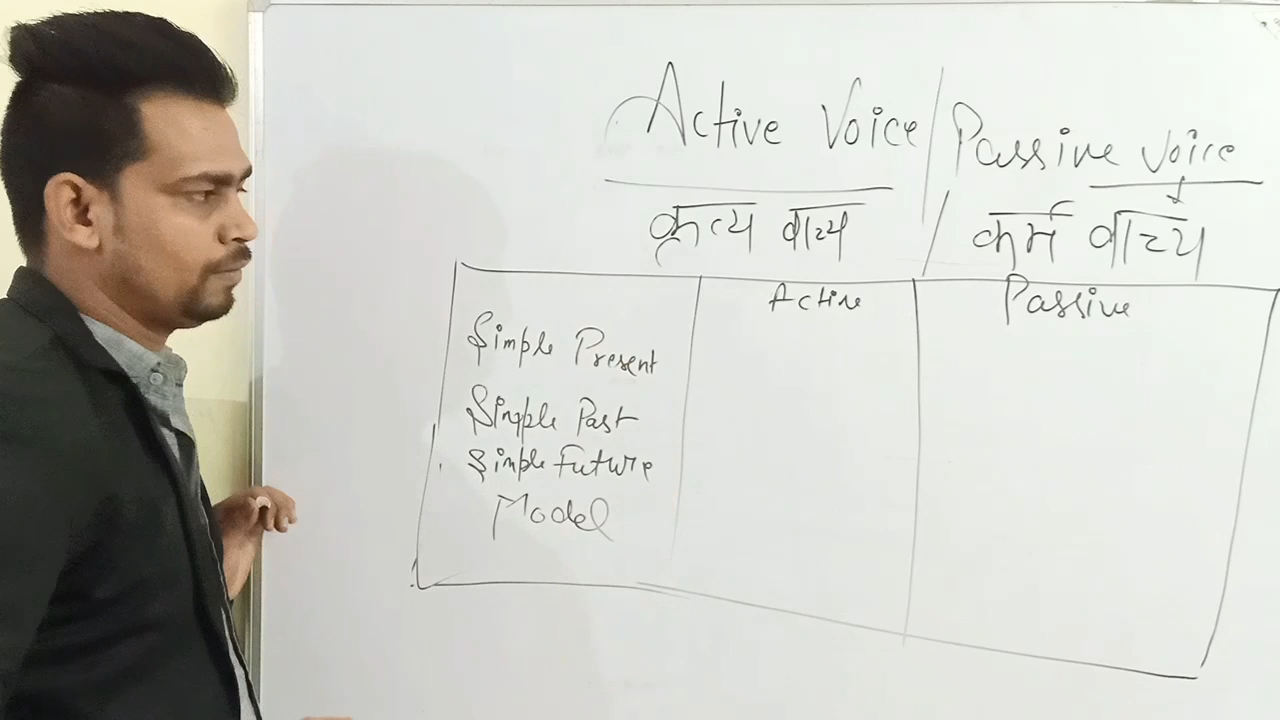 Active Voice / Passive Voice
कृत्य वाच्य / कर्म वाच्य
Active Passive
Simple Present
Simple Past
Simple Future
Model